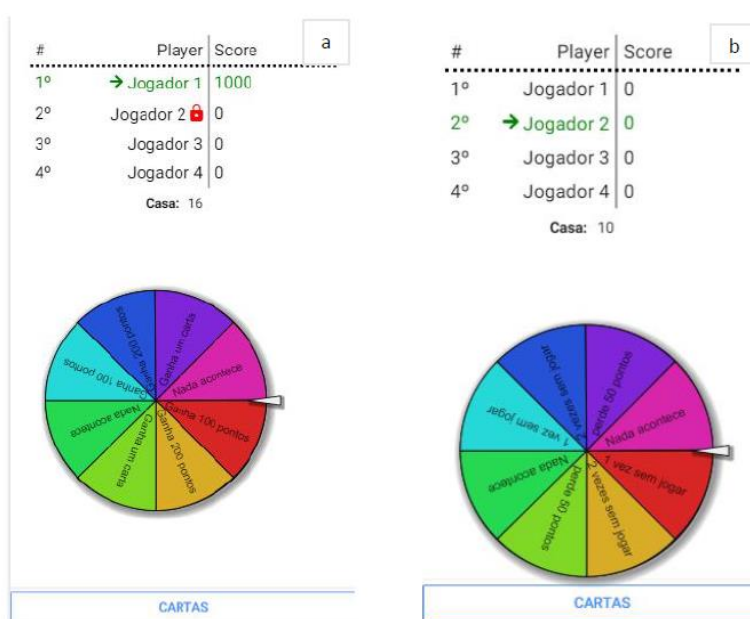 a
# Player Score
1º → Jogador 1 1000
2º Jogador 2 0
3º Jogador 3 0
4º Jogador 4 0
Casa: 16
Ganha 200 pontos
Ganha um carta
Nada acontece
Ganha 100 pontos
Ganha 200 pontos
Ganha um carta
Nada acontece
Ganha 100 pontos
CARTAS
b
# Player Score
1º Jogador 1 0
2º → Jogador 2 0
3º Jogador 3 0
4º Jogador 4 0
Casa: 10
2 vezes sem jogar
perde 50 pontos
Nada acontece
1 vez sem jogar
2 vezes sem jogar
perde 50 pontos
Nada acontece
1 vez sem jogar
CARTAS